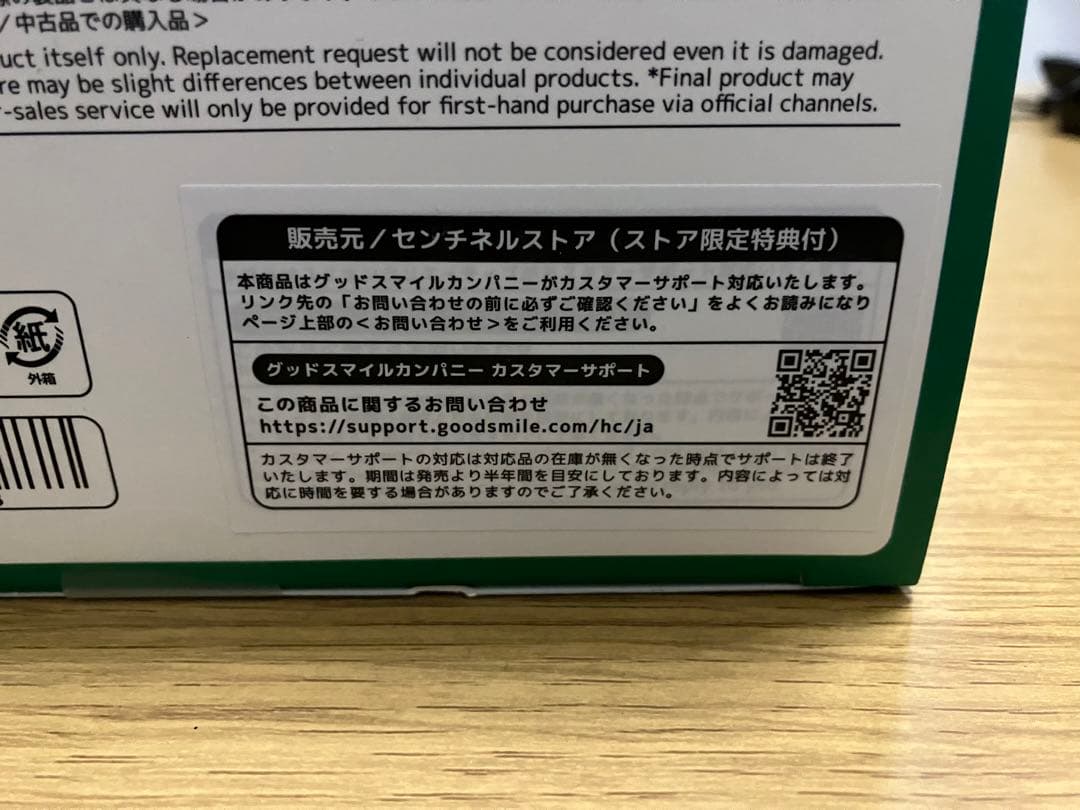 ／中古品での購入品＞
uct itself only. Replacement request will not be considered even it is damaged.
re may be slight differences between individual products. *Final product may
r-sales service will only be provided for first-hand purchase via official channels.
販売元／センチネルストア（ストア限定特典付）
本商品はグッドスマイルカンパニーがカスタマーサポート対応いたします。
リンク先の「お問い合わせの前に必ずご確認ください」をよくお読みになり
ページ上部の＜お問い合わせ＞をご利用ください。
紙
外箱
グッドスマイルカンパニー カスタマーサポート
この商品に関するお問い合わせ
https://support.goodsmile.com/hc/ja
カスタマーサポートの対応は対応品の在庫が無くなった時点でサポートは終了
いたします。期間は発売より半年間を目安にしております。内容によっては対
応に時間を要する場合がありますのでご了承ください。